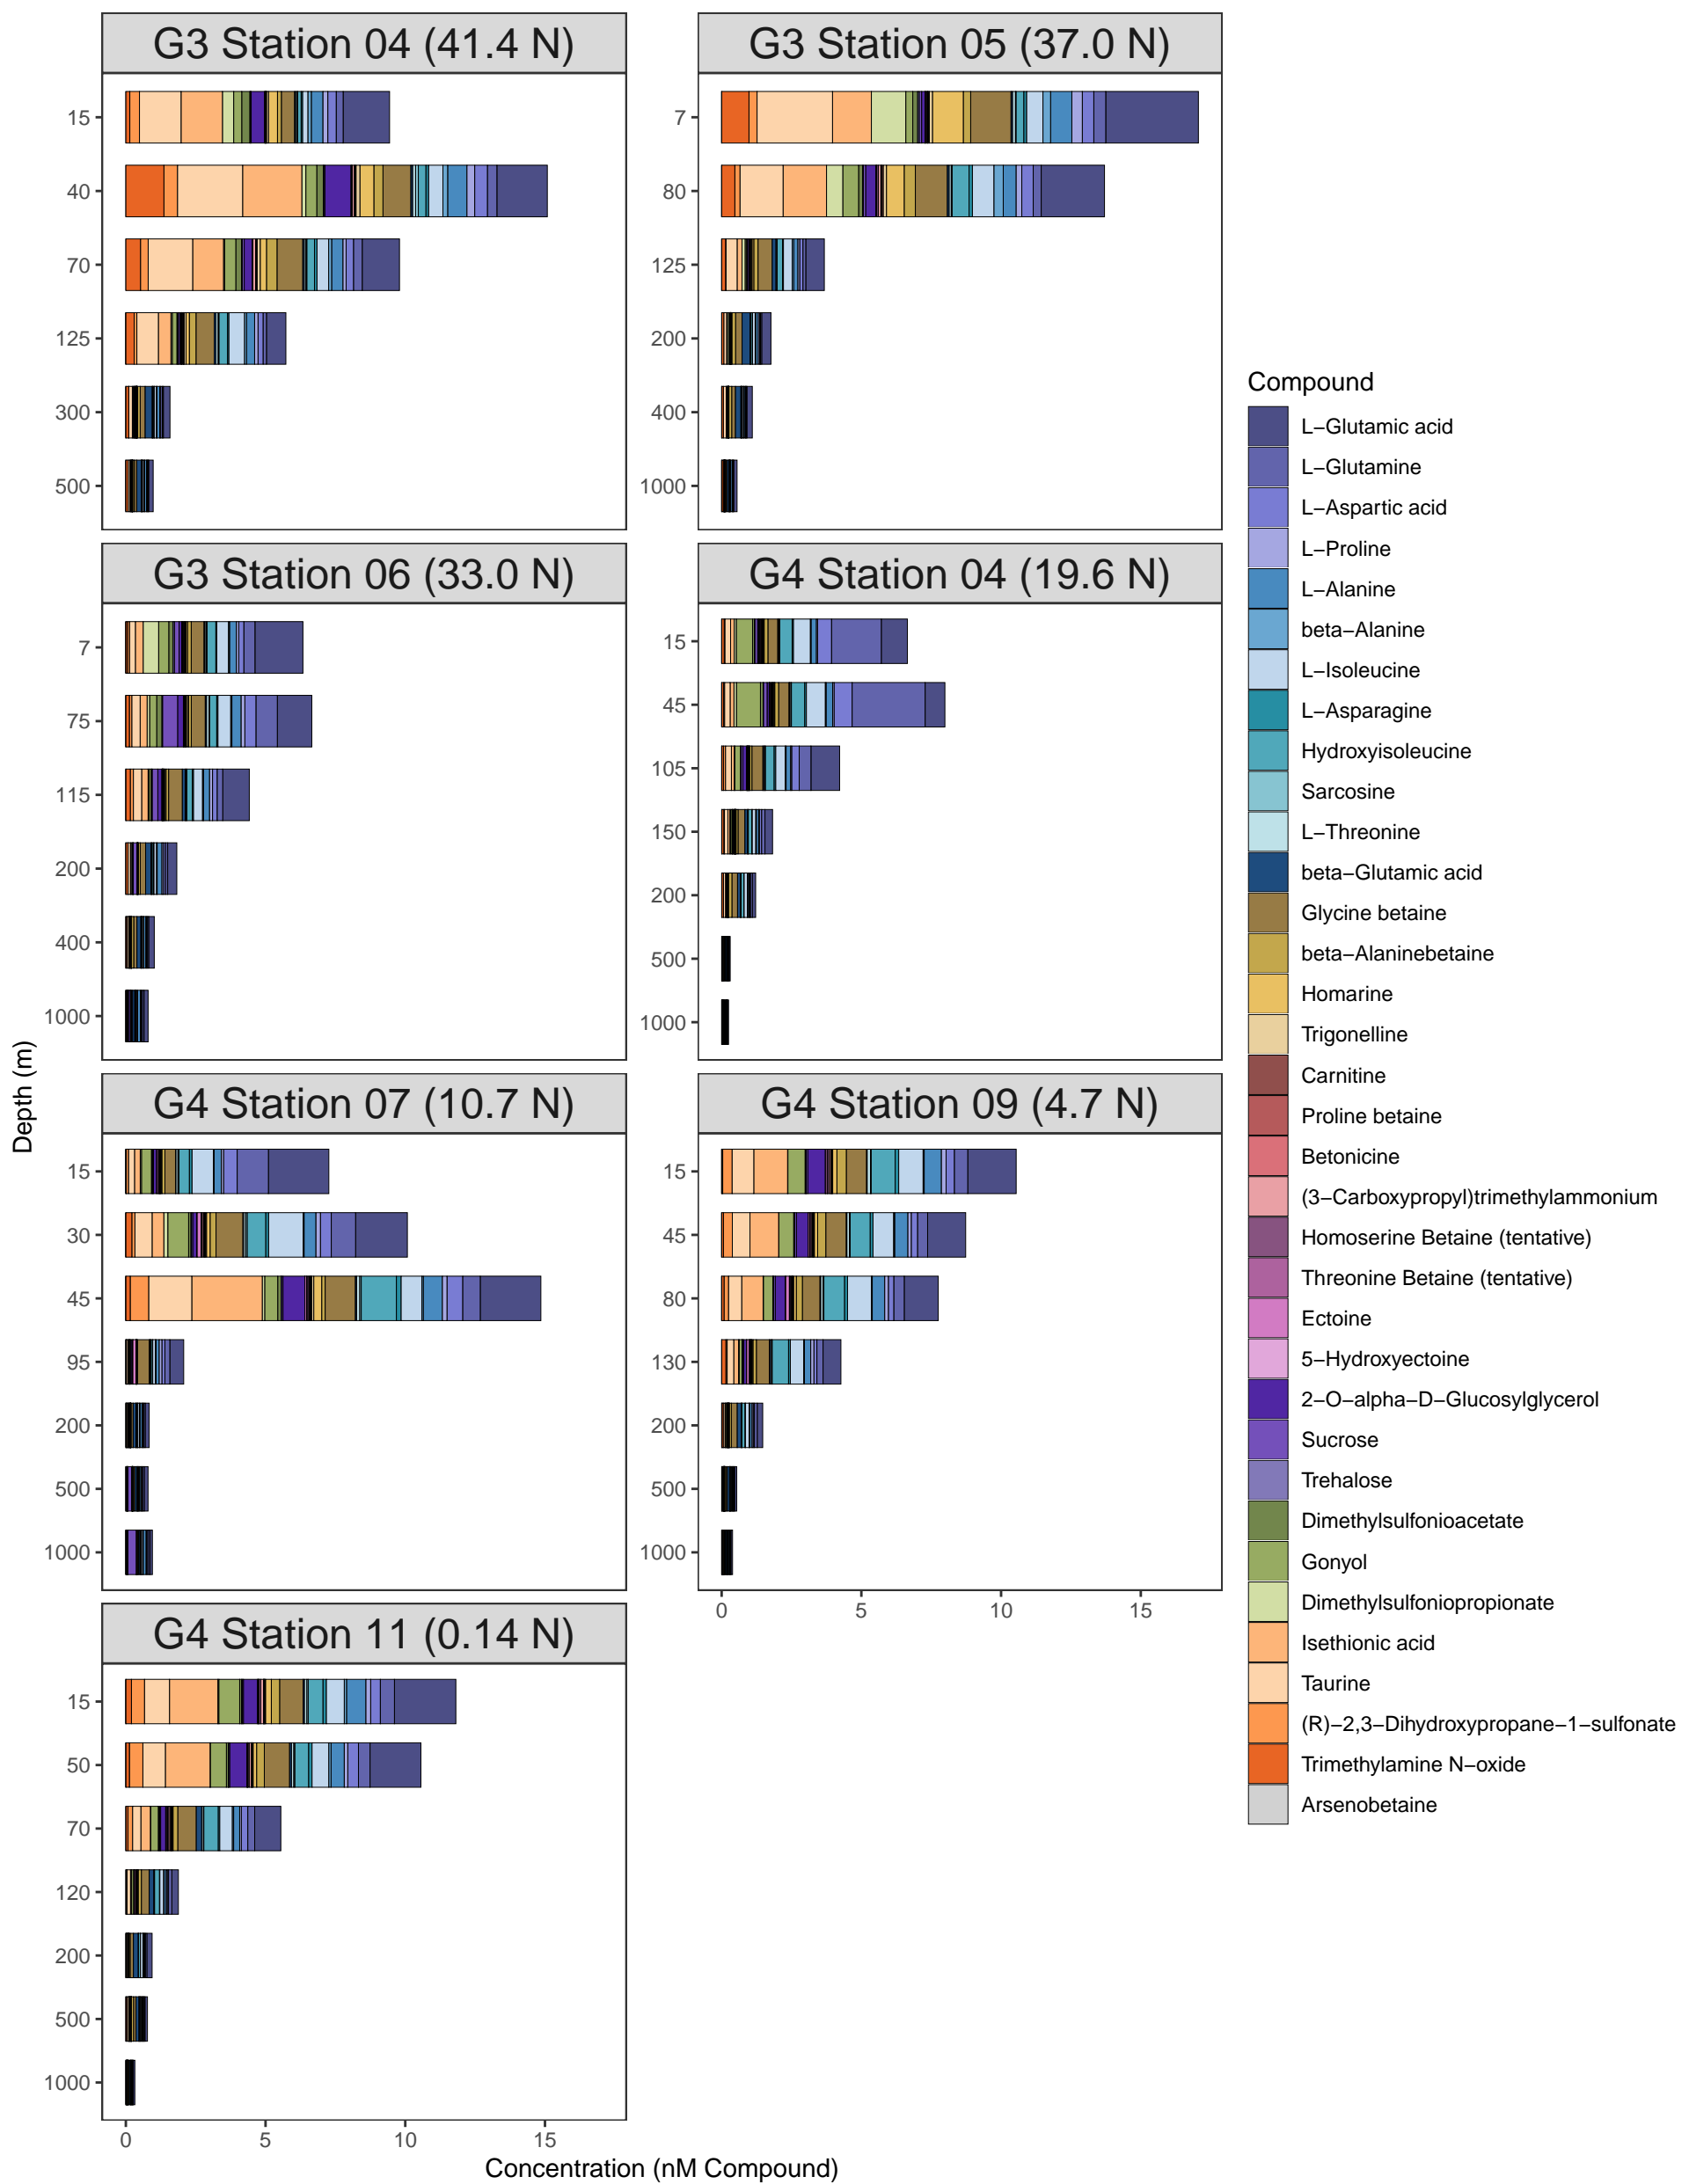 G3 Station 04 (41.4 N)
15
40
70
125
300
500
G3 Station 05 (37.0 N)
7
80
125
200
400
1000
G3 Station 06 (33.0 N)
7
75
115
200
400
1000
G4 Station 04 (19.6 N)
15
45
105
150
200
500
1000
G4 Station 07 (10.7 N)
15
30
45
95
200
500
1000
G4 Station 09 (4.7 N)
15
45
80
130
200
500
1000
0 5 10 15
G4 Station 11 (0.14 N)
15
50
70
120
200
500
1000
0 5 10 15
Depth (m)
Concentration (nM Compound)
Compound
L−Glutamic acid
L−Glutamine
L−Aspartic acid
L−Proline
L−Alanine
beta−Alanine
L−Isoleucine
L−Asparagine
Hydroxyisoleucine
Sarcosine
L−Threonine
beta−Glutamic acid
Glycine betaine
beta−Alaninebetaine
Homarine
Trigonelline
Carnitine
Proline betaine
Betonicine
(3−Carboxypropyl)trimethylammonium
Homoserine Betaine (tentative)
Threonine Betaine (tentative)
Ectoine
5−Hydroxyectoine
2−O−alpha−D−Glucosylglycerol
Sucrose
Trehalose
Dimethylsulfonioacetate
Gonyol
Dimethylsulfoniopropionate
Isethionic acid
Taurine
(R)−2,3−Dihydroxypropane−1−sulfonate
Trimethylamine N−oxide
Arsenobetaine